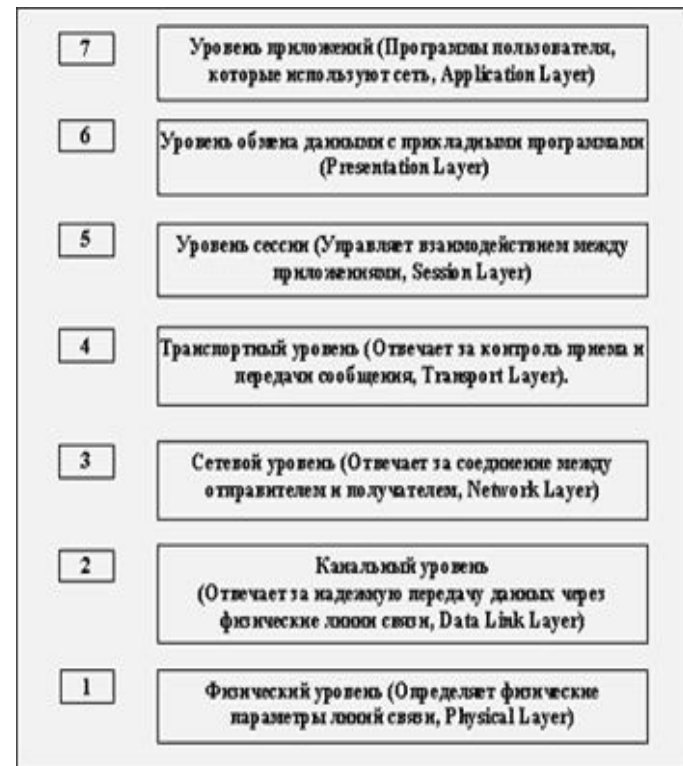 7
Уровень приложений (Программы пользователя,
которые используют сеть, Application Layer)
6
Уровень обмена данными с прикладными программами
(Presentation Layer)
5
Уровень сессии (Управляет взаимодействием между
приложениями, Session Layer)
4
Транспортный уровень (Отвечает за контроль приема и
передачи сообщения, Transport Layer).
3
Сетевой уровень (Отвечает за соединение между
отправителем и получателем, Network Layer)
2
Канальный уровень
(Отвечает за надежную передачу данных через
физические линии связи, Data Link Layer)
1
Физический уровень (Определяет физические
параметры линий связи, Physical Layer)